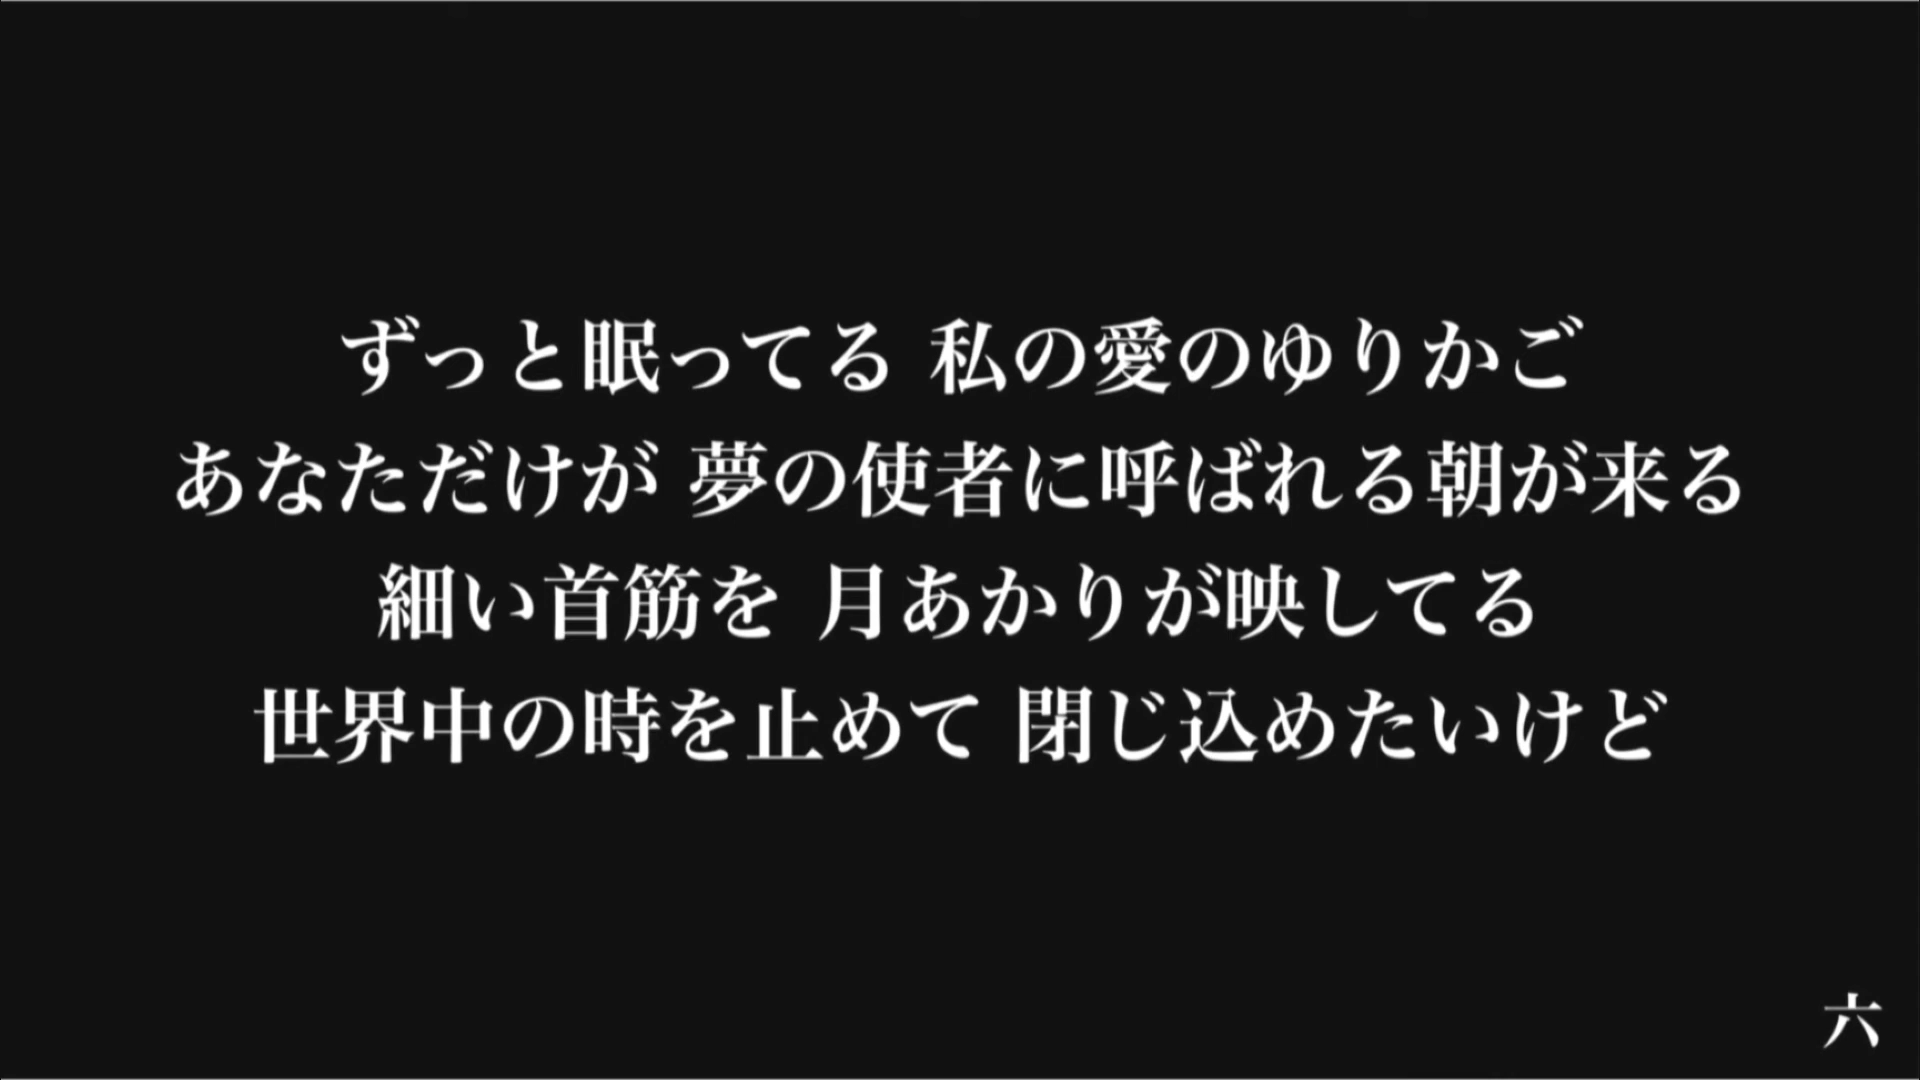 ずっと眠ってる 私の愛のゆりかご
あなただけが 夢の使者に呼ばれる朝が来る
細い首筋を 月あかりが映してる
世界中の時を止めて 閉じ込めたいけど
六